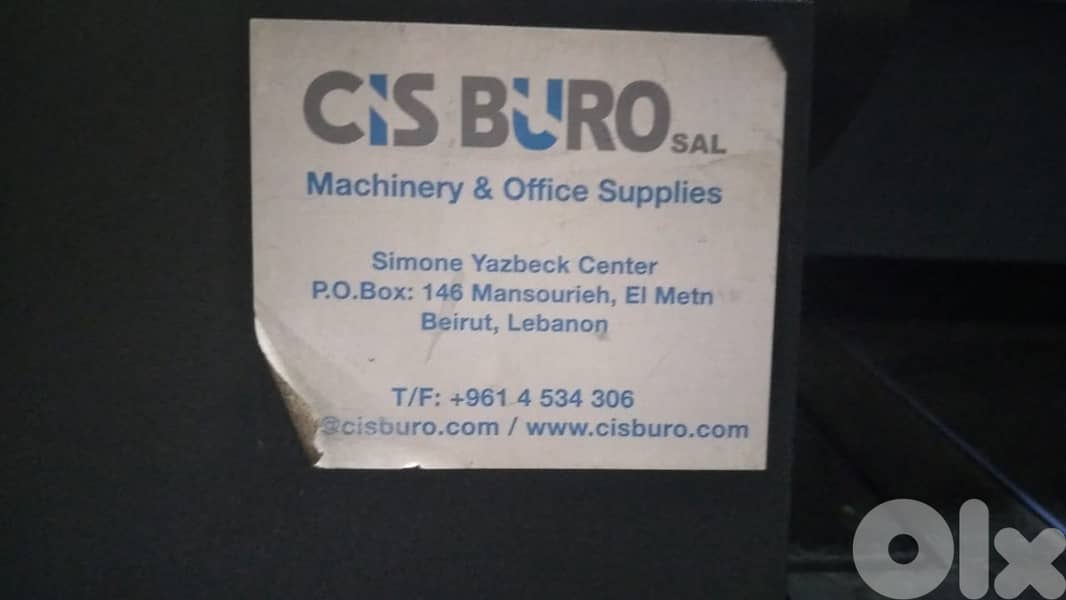 CIS BURO SAL
Machinery & Office Supplies
Simone Yazbeck Center
P.O.Box: 146 Mansourieh, El Metn
Beirut, Lebanon
T/F: +961 4 534 306
@cisburo.com / www.cisburo.com
Olx